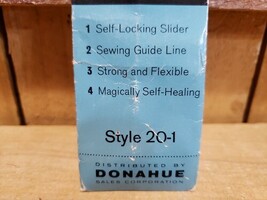 1 Self-Locking Slider
2 Sewing Guide Line
3 Strong and Flexible
4 Magically Self-Healing
Style 20-1
DISTRIBUTED BY
DONAHUE
SALES CORPORATION